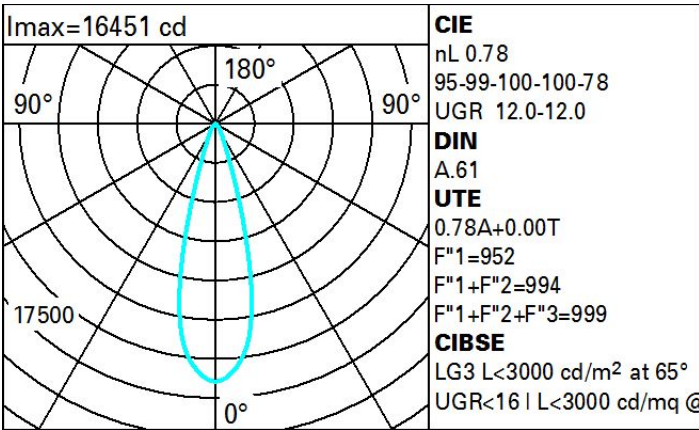 Imax=16451 cd
180°
90°
90°
17500
0°
CIE
nL 0.78
95-99-100-100-78
UGR 12.0-12.0
DIN
A.61
UTE
0.78A+0.00T
F"1=952
F"1+F"2=994
F"1+F"2+F"3=999
CIBSE
LG3 L<3000 cd/m² at 65°
UGR<16 | L<3000 cd/mq @